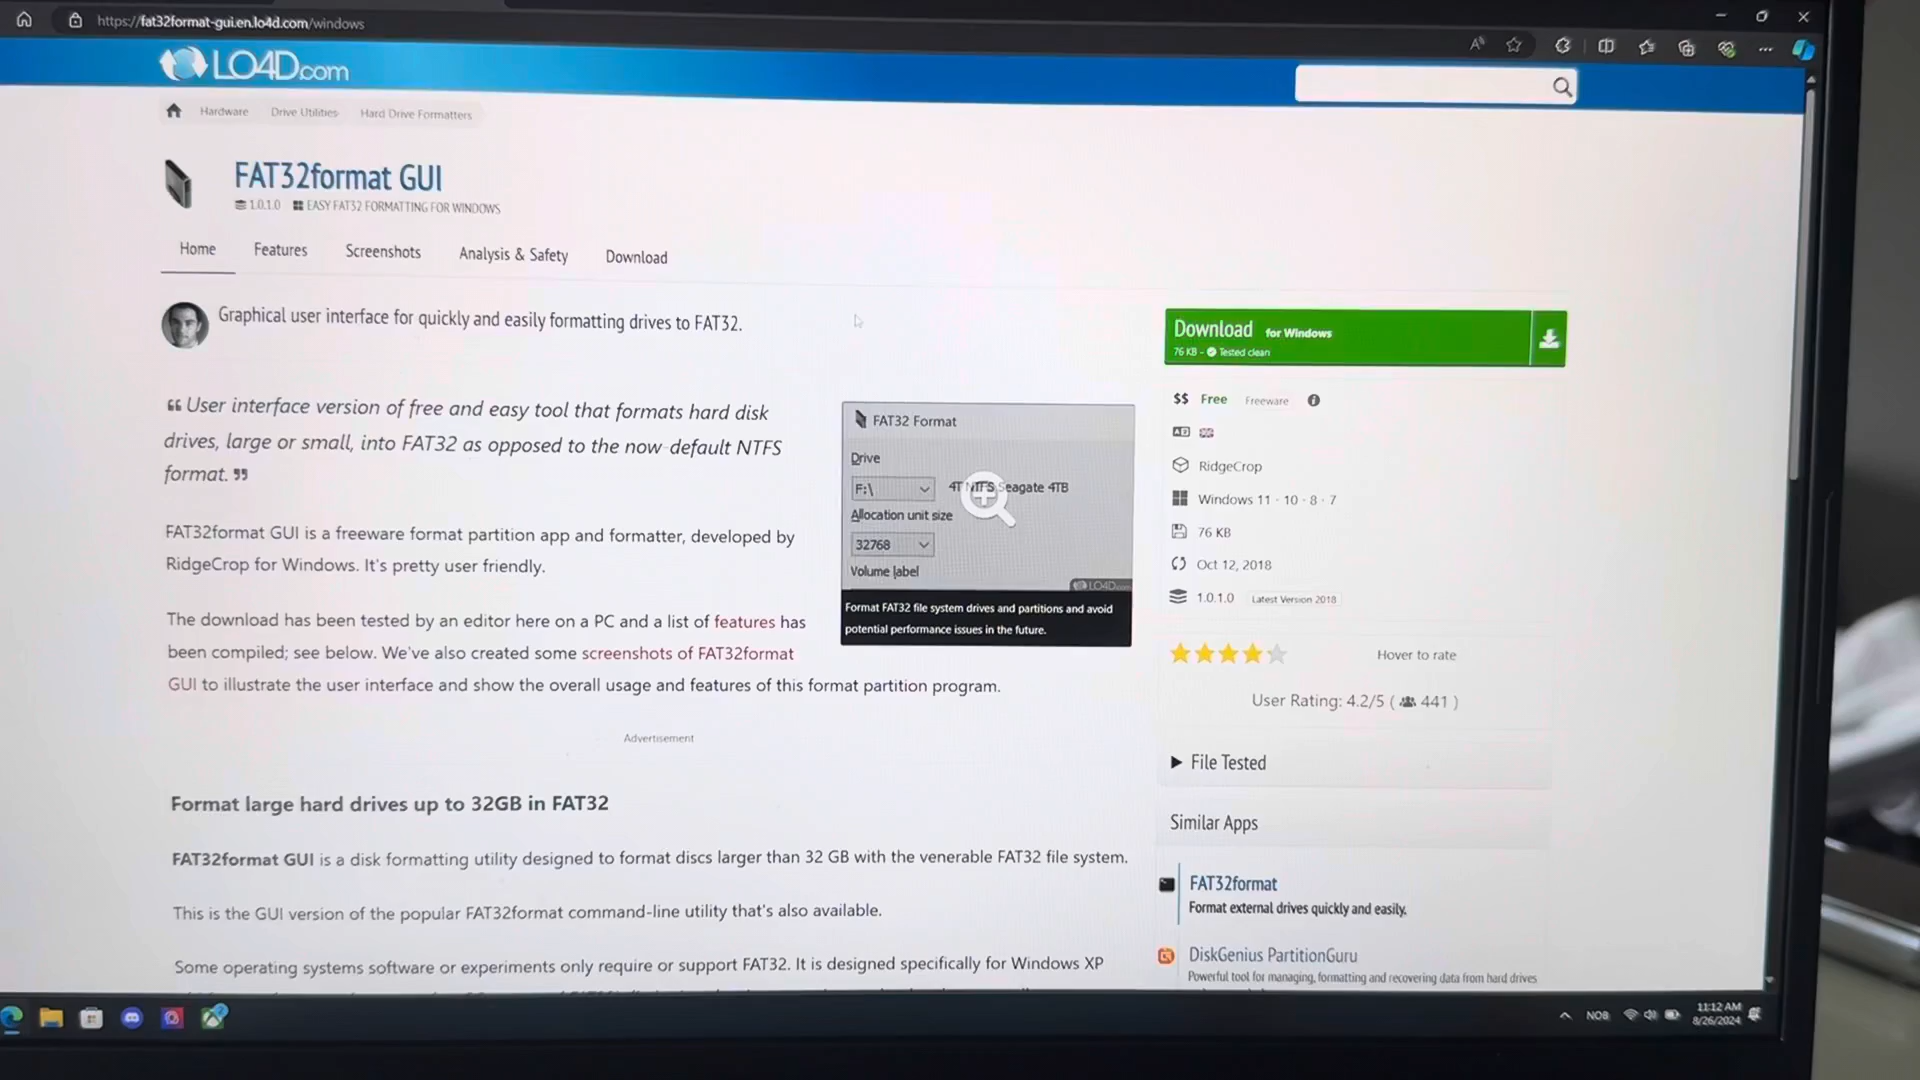 https://fat32format-gui.en.lo4d.com/windows
LO4D.com
Hardware Drive Utilities Hard Drive Formatters
FAT32format GUI
1.0.1.0 EASY FAT32 FORMATTING FOR WINDOWS
Home Features Screenshots Analysis & Safety Download
Graphical user interface for quickly and easily formatting drives to FAT32.
Download for Windows
76 KB - Tested clean
“ User interface version of free and easy tool that formats hard disk
drives, large or small, into FAT32 as opposed to the now-default NTFS
format. ”
FAT32 Format
Drive
F:\ 4T NTFS Seagate 4TB
Allocation unit size
32768
Volume label
LO4D.com
Format FAT32 file system drives and partitions and avoid
potential performance issues in the future.
$$ Free Freeware
RidgeCrop
Windows 11 · 10 · 8 · 7
76 KB
Oct 12, 2018
1.0.1.0 Latest Version 2018
FAT32format GUI is a freeware format partition app and formatter, developed by
RidgeCrop for Windows. It's pretty user friendly.
The download has been tested by an editor here on a PC and a list of features has
been compiled; see below. We've also created some screenshots of FAT32format
GUI to illustrate the user interface and show the overall usage and features of this format partition program.
Hover to rate
User Rating: 4.2/5 ( 441 )
Advertisement
File Tested
Format large hard drives up to 32GB in FAT32
Similar Apps
FAT32format GUI is a disk formatting utility designed to format discs larger than 32 GB with the venerable FAT32 file system.
FAT32format
Format external drives quickly and easily.
This is the GUI version of the popular FAT32format command-line utility that's also available.
DiskGenius PartitionGuru
Powerful tool for managing, formatting and recovering data from hard drives
Some operating systems software or experiments only require or support FAT32. It is designed specifically for Windows XP
NOB
11:12 AM
8/26/2024